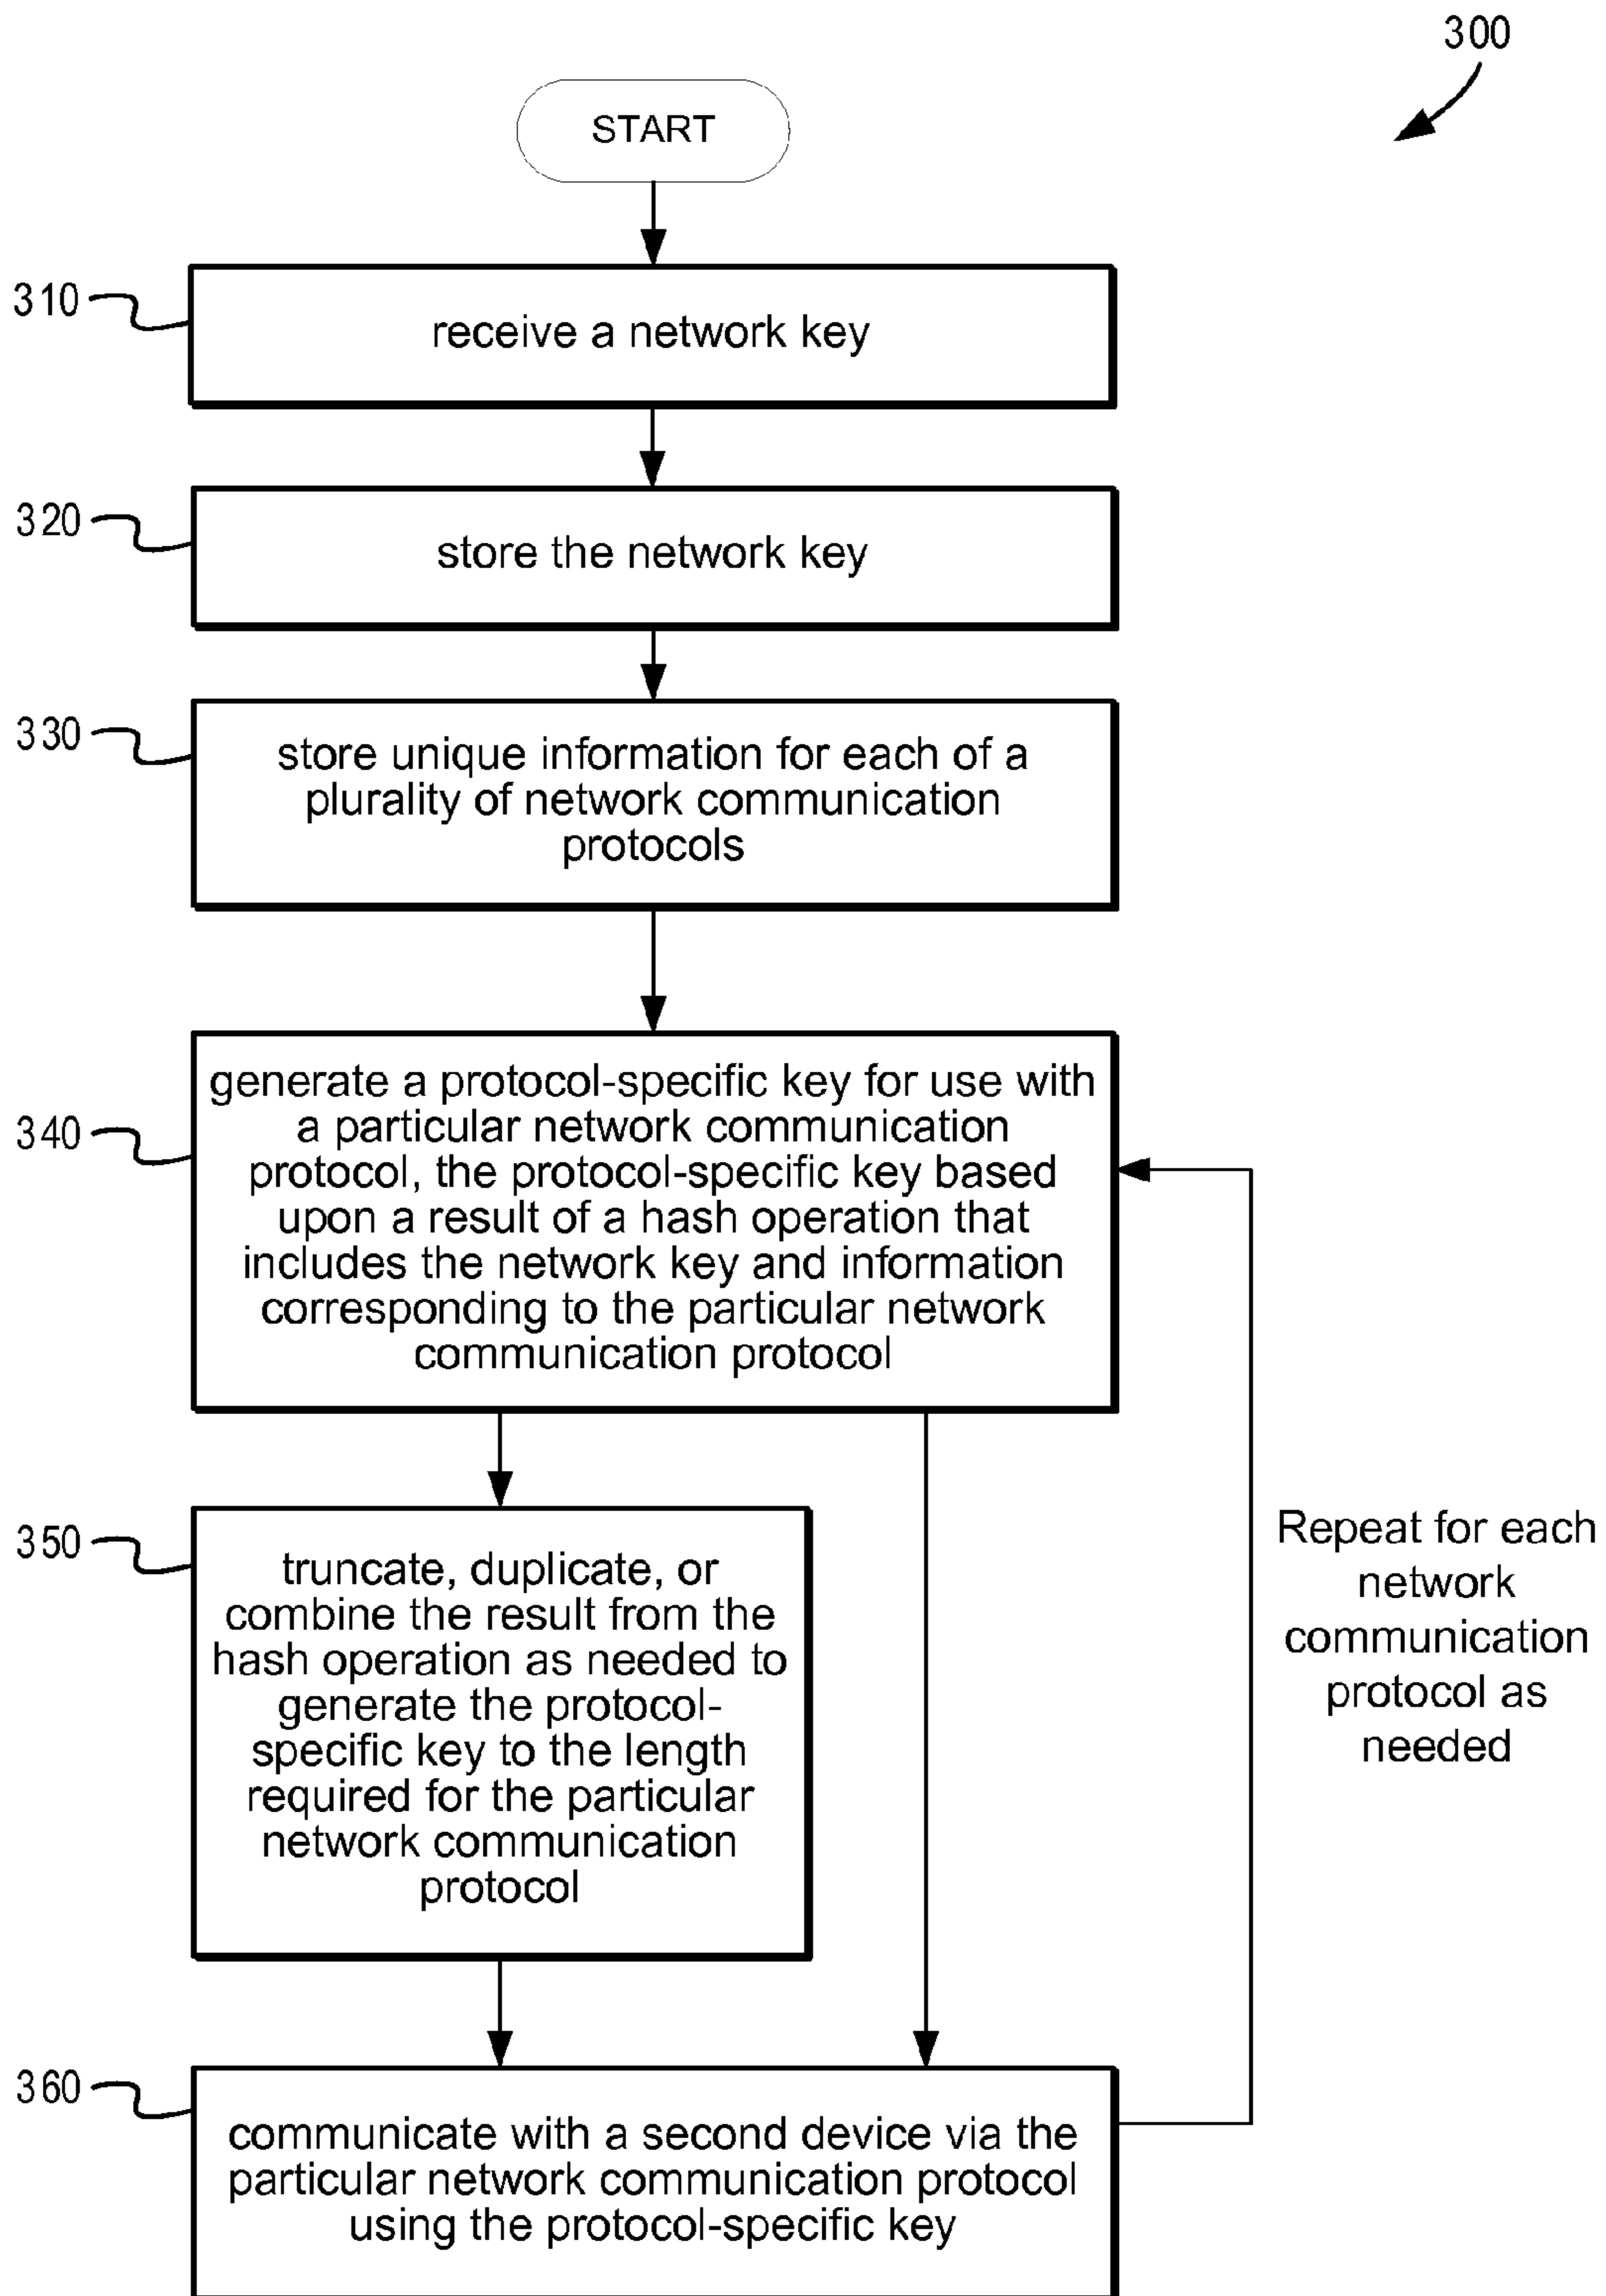 300
START
310
receive a network key
320
store the network key
330
store unique information for each of a
plurality of network communication
protocols
340
generate a protocol-specific key for use with
a particular network communication
protocol, the protocol-specific key based
upon a result of a hash operation that
includes the network key and information
corresponding to the particular network
communication protocol
350
truncate, duplicate, or
combine the result from the
hash operation as needed to
generate the protocol-
specific key to the length
required for the particular
network communication
protocol
Repeat for each
network
communication
protocol as
needed
360
communicate with a second device via the
particular network communication protocol
using the protocol-specific key